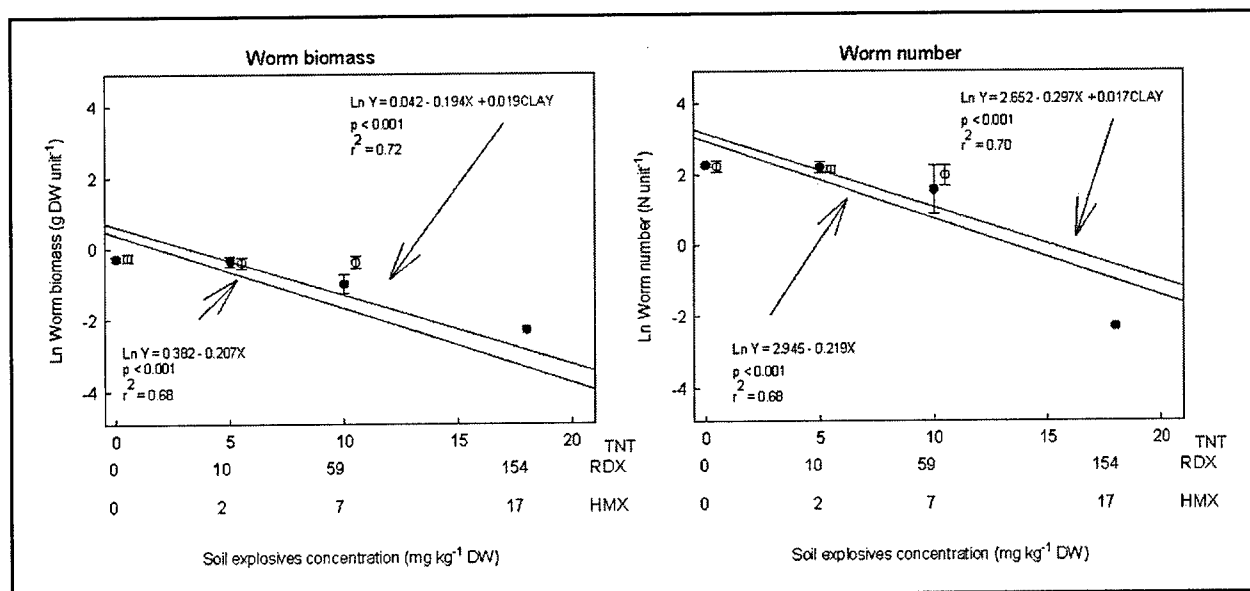 Worm biomass
Ln Worm biomass (g DW unit⁻¹)
4
2
0
-2
-4
Ln Y = 0.042 - 0.194X + 0.019CLAY
p < 0.001
r² = 0.72
Ln Y = 0.382 - 0.207X
p < 0.001
r² = 0.68
0 5 10 15 20 TNT
0 10 59 154 RDX
0 2 7 17 HMX
Soil explosives concentration (mg kg⁻¹ DW)
Worm number
Ln Worm number (N unit⁻¹)
4
2
0
-2
-4
Ln Y = 2.652 - 0.297X + 0.017CLAY
p < 0.001
r² = 0.70
Ln Y = 2.945 - 0.219X
p < 0.001
r² = 0.68
0 5 10 15 20 TNT
0 10 59 154 RDX
0 2 7 17 HMX
Soil explosives concentration (mg kg⁻¹ DW)